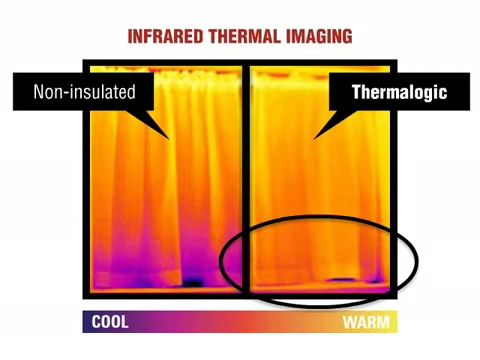 INFRARED THERMAL IMAGING
Non-insulated
Thermalogic
COOL
WARM